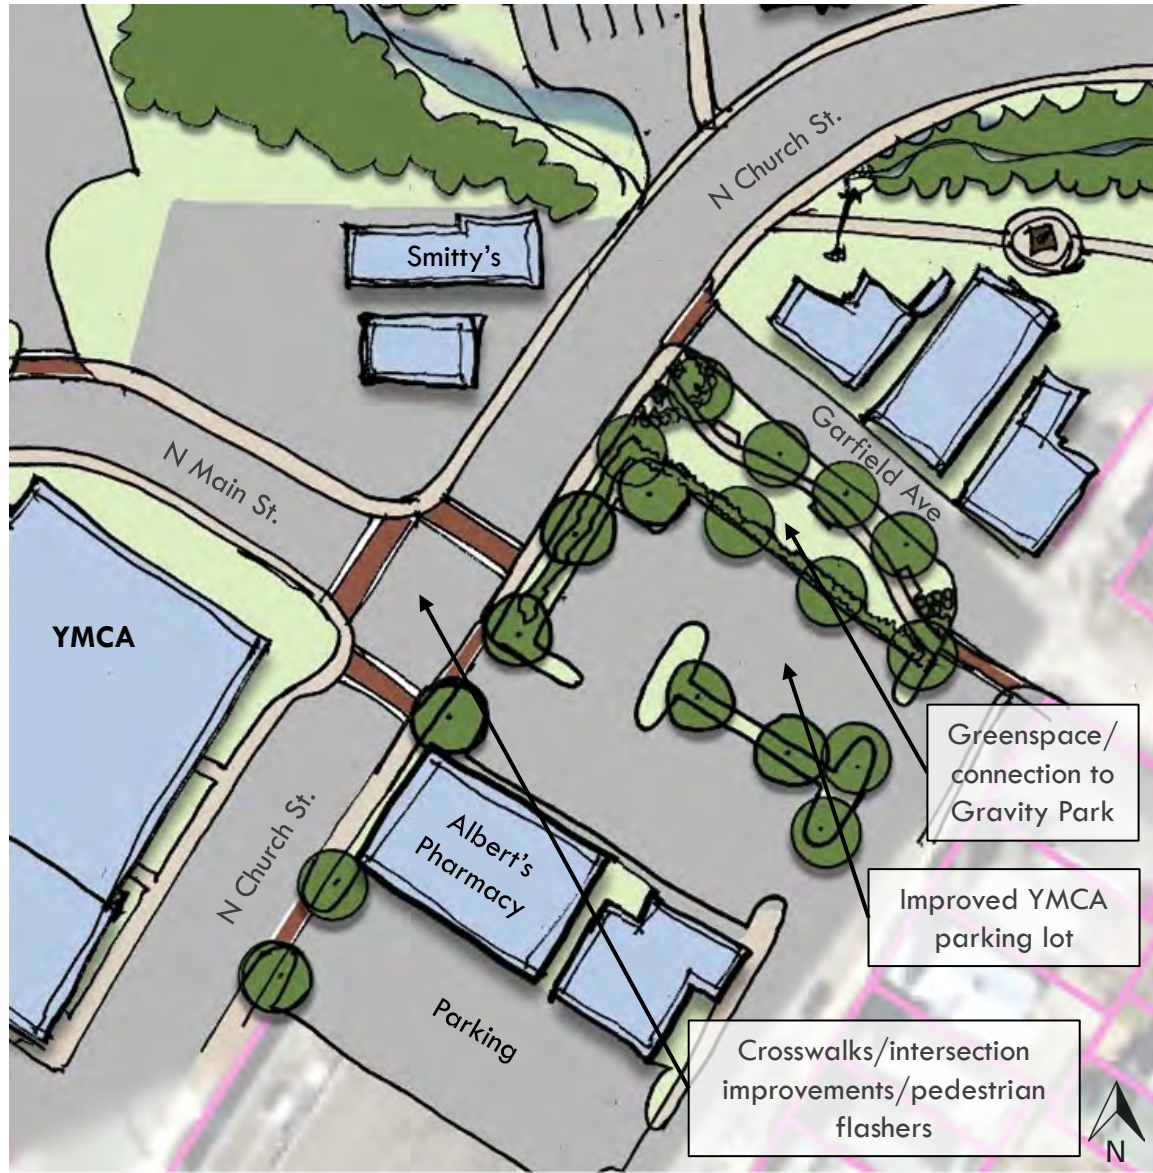 N Church St.
Smitty's
Garfield Ave
N Main St.
YMCA
Greenspace/
connection to
Gravity Park
N Church St.
Albert's
Pharmacy
Improved YMCA
parking lot
Parking
Crosswalks/intersection
improvements/pedestrian
flashers
N